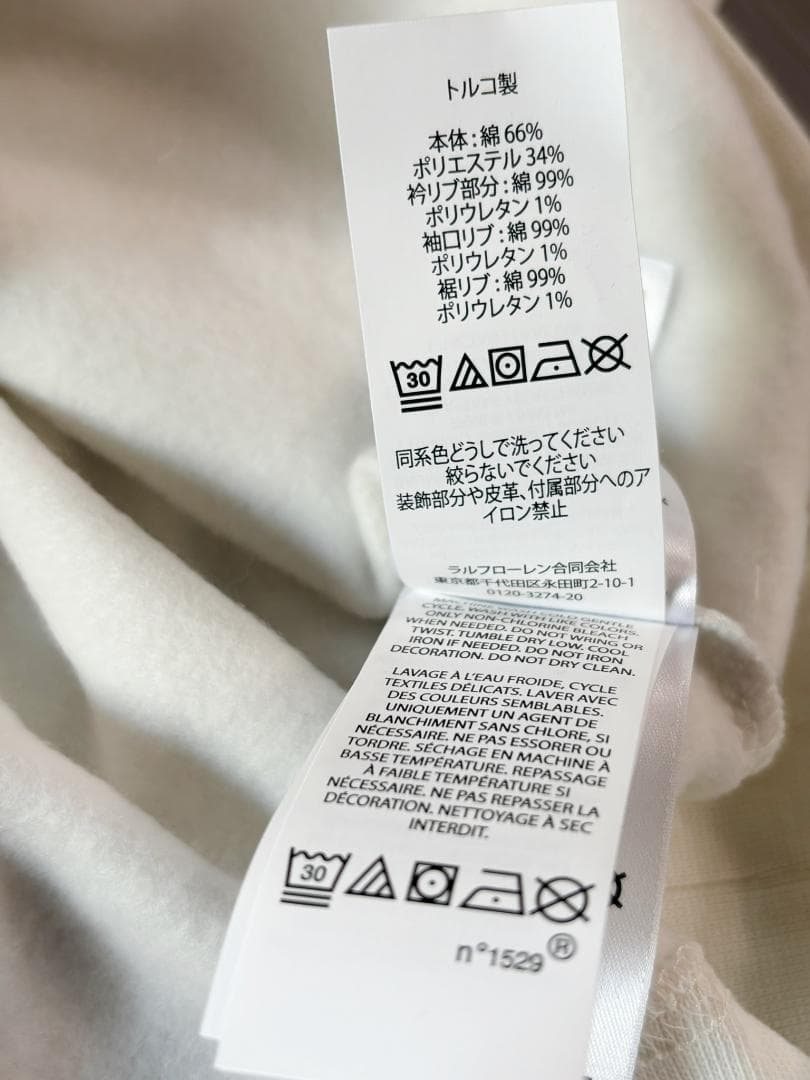 トルコ製
本体 : 綿 66%
ポリエステル 34%
衿リブ部分 : 綿 99%
ポリウレタン 1%
袖口リブ : 綿 99%
ポリウレタン 1%
裾リブ : 綿 99%
ポリウレタン 1%
30
同系色どうしで洗ってください
絞らないでください
装飾部分や皮革、付属部分へのア
イロン禁止
ラルフローレン合同会社
東京都千代田区永田町2-10-1
0120-3274-20
MACHINE WASH COLD GENTLE
CYCLE. WASH WITH LIKE COLORS.
ONLY NON-CHLORINE BLEACH
WHEN NEEDED. DO NOT WRING OR
TWIST. TUMBLE DRY LOW. COOL
IRON IF NEEDED. DO NOT IRON
DECORATION. DO NOT DRY CLEAN.
LAVAGE À L'EAU FROIDE, CYCLE
TEXTILES DÉLICATS. LAVER AVEC
DES COULEURS SEMBLABLES.
UNIQUEMENT UN AGENT DE
BLANCHIMENT SANS CHLORE, SI
NÉCESSAIRE. NE PAS ESSORER OU
TORDRE. SÉCHAGE EN MACHINE À
BASSE TEMPÉRATURE. REPASSAGE
À FAIBLE TEMPÉRATURE SI
NÉCESSAIRE. NE PAS REPASSER LA
DÉCORATION. NETTOYAGE À SEC
INTERDIT.
30
n°1529®